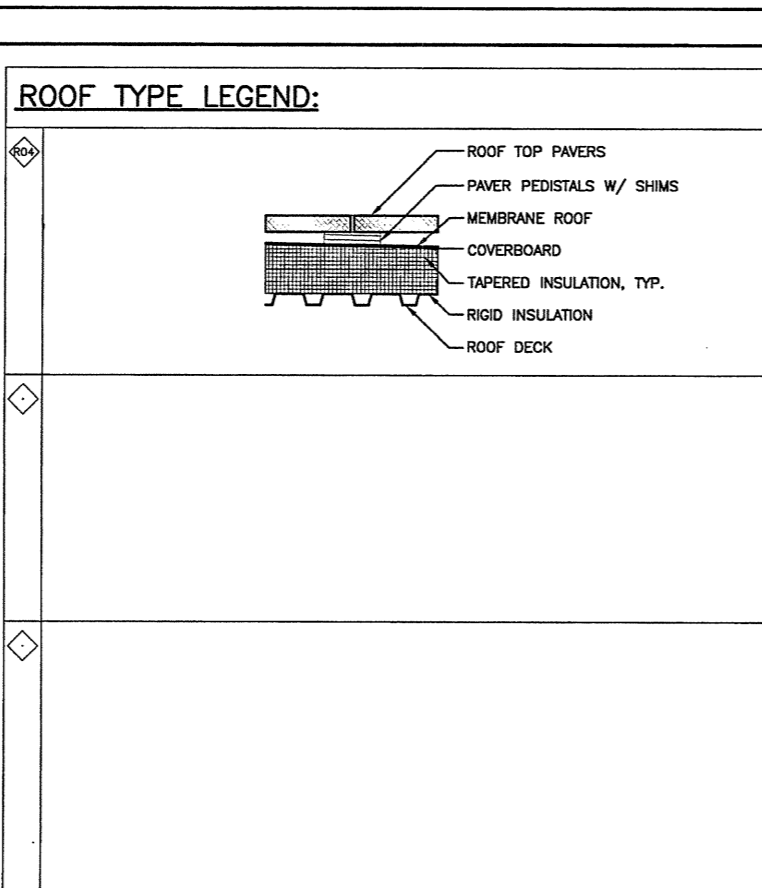 ROOF TYPE LEGEND:
R04
ROOF TOP PAVERS
PAVER PEDISTALS W/ SHIMS
MEMBRANE ROOF
COVERBOARD
TAPERED INSULATION, TYP.
RIGID INSULATION
ROOF DECK